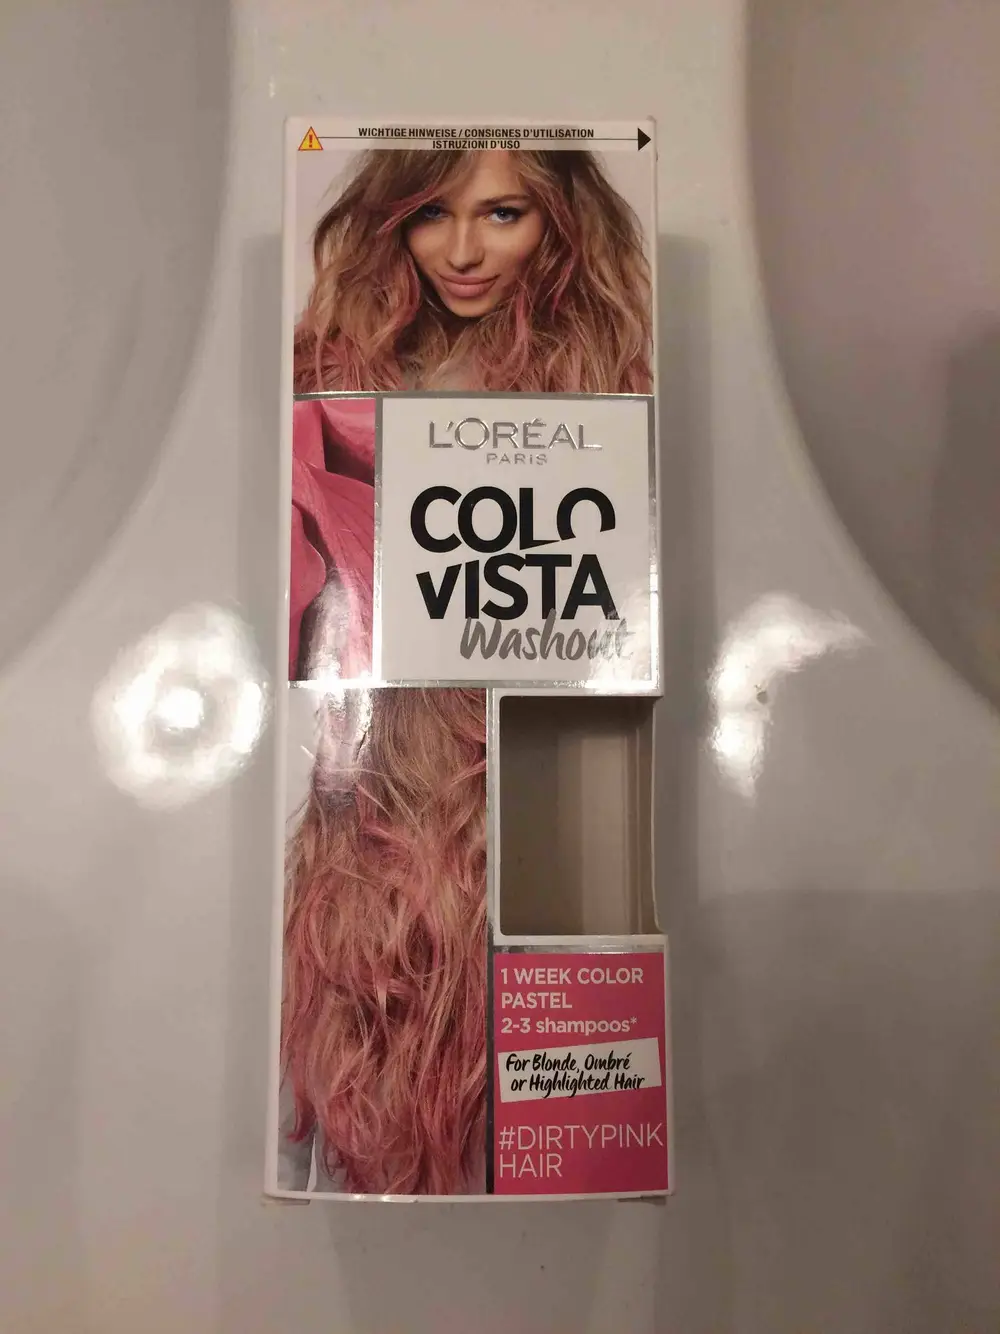 WICHTIGE HINWEISE / CONSIGNES D'UTILISATION
ISTRUZIONI D'USO
L'ORÉAL
PARIS
COLO
VISTA
Washout
1 WEEK COLOR
PASTEL
2-3 shampoos*
For Blonde, Ombré
or Highlighted Hair
#DIRTYPINK
HAIR